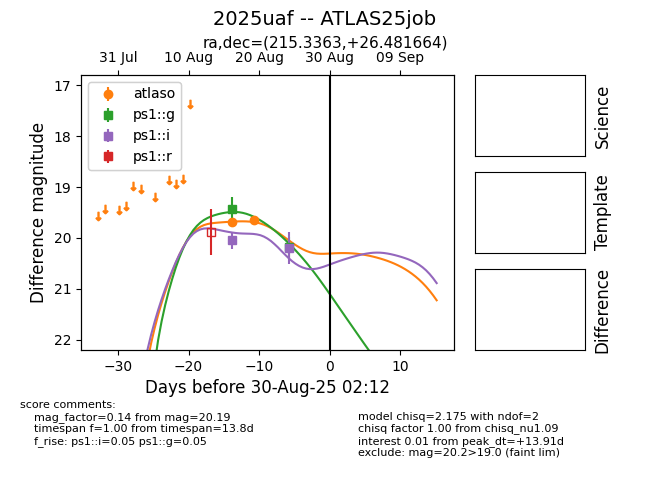 2025uaf -- ATLAS25job
ra,dec=(215.3363,+26.481664)
31 Jul 10 Aug 20 Aug 30 Aug 09 Sep
atlaso
ps1::g
ps1::i
ps1::r
17
18
19
20
21
22
Difference magnitude
−30 −20 −10 0 10
Days before 30-Aug-25 02:12
Science
Template
Difference
score comments:
mag_factor=0.14 from mag=20.19
timespan f=1.00 from timespan=13.8d
f_rise: ps1::i=0.05 ps1::g=0.05
model chisq=2.175 with ndof=2
chisq factor 1.00 from chisq_nu1.09
interest 0.01 from peak_dt=+13.91d
exclude: mag=20.2>19.0 (faint lim)